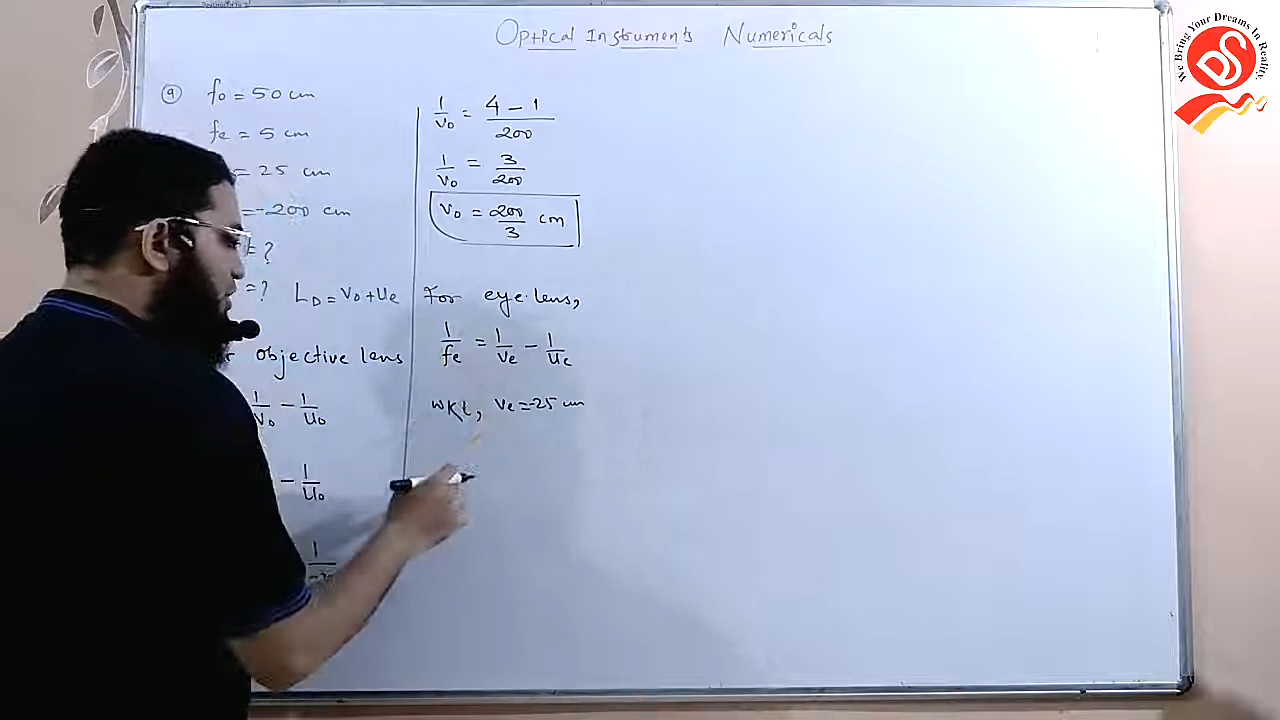 Optical Instruments Numericals
We Bring Your Dreams In Reality
DS
9 fo = 50 cm
fe = 5 cm
= 25 cm
= -200 cm
= ?
= ? L_D = vo + ue
objective lens
1/vo - 1/uo
- 1/uo
1/vo = 4 - 1/200
1/vo = 3/200
vo = 200/3 cm
For eye lens,
1/fe = 1/ve - 1/ue
wkt, ve = -25 cm